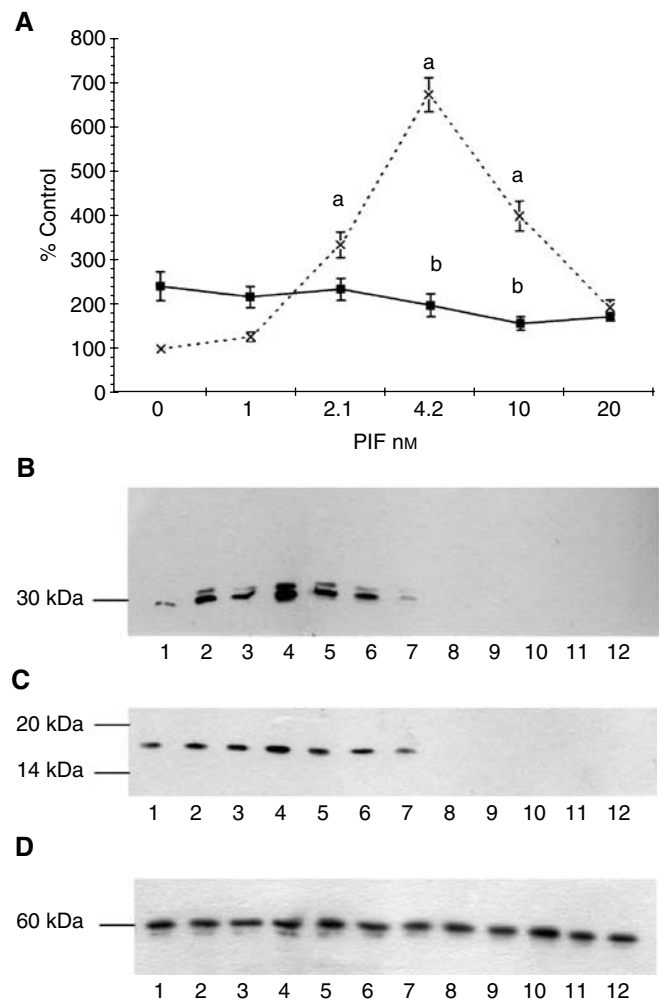 A
800
700
600
500
400
300
200
100
0
% Control
a
a
a
b
b
0 1 2.1 4.2 10 20
PIF nM
B
30 kDa
1 2 3 4 5 6 7 8 9 10 11 12
C
20 kDa
14 kDa
1 2 3 4 5 6 7 8 9 10 11 12
D
60 kDa
1 2 3 4 5 6 7 8 9 10 11 12